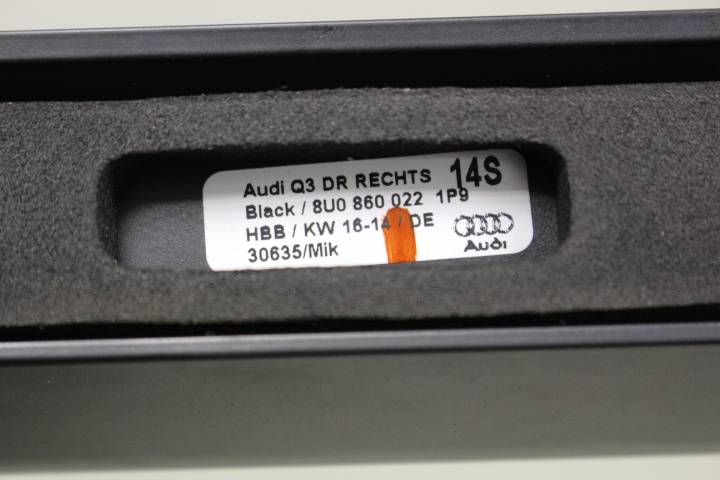 Audi Q3 DR RECHTS 14S
Black / 8U0 860 022 1P9
HBB / KW 16-14 / DE
30635/Mik
Audi